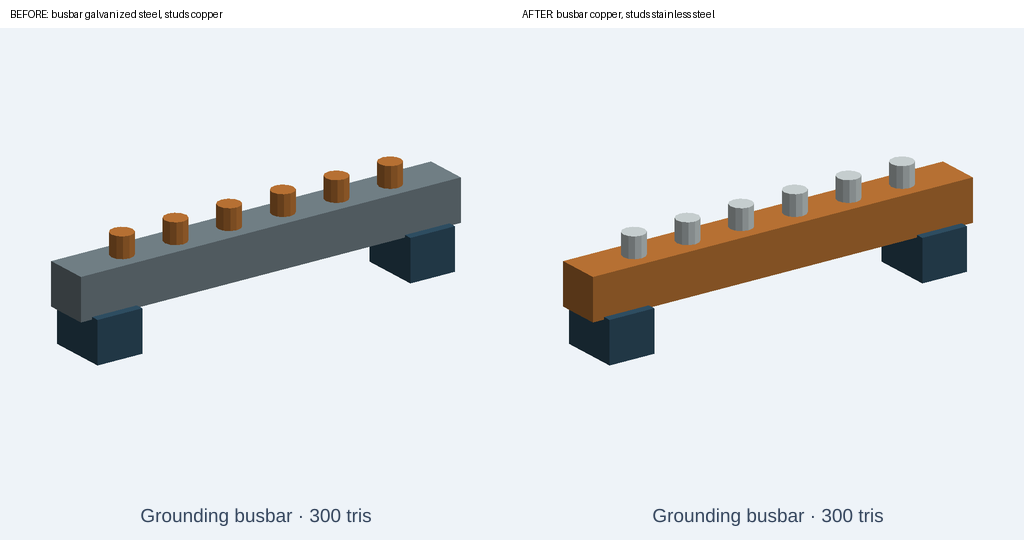 BEFORE: busbar galvanized steel, studs copper
AFTER: busbar copper, studs stainless steel
Grounding busbar · 300 tris
Grounding busbar · 300 tris